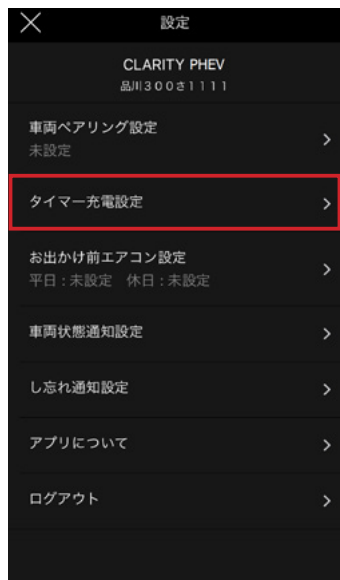 設定
CLARITY PHEV
品川300さ1111
車両ペアリング設定
未設定
タイマー充電設定
お出かけ前エアコン設定
平日：未設定　休日：未設定
車両状態通知設定
し忘れ通知設定
アプリについて
ログアウト